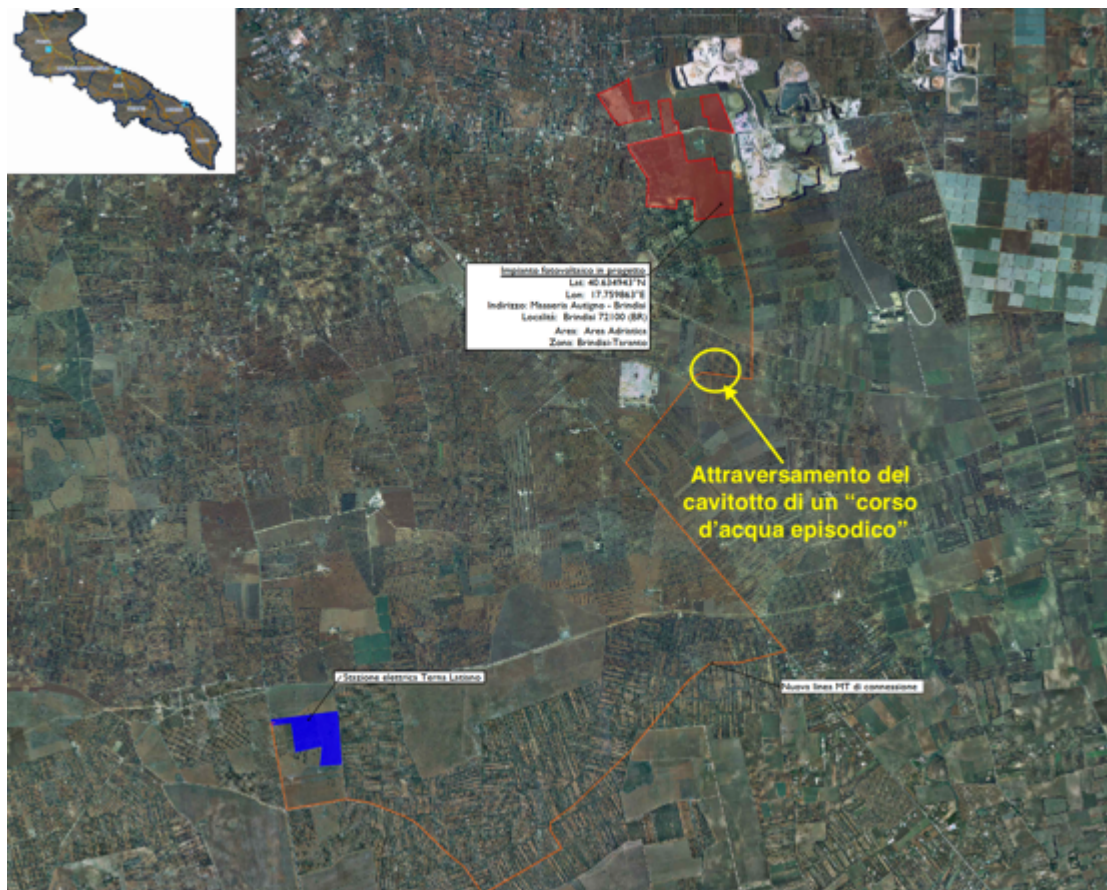 Impianto fotovoltaico in progetto
Lat: 40.634943°N
Lon: 17.759863°E
Indirizzo: Masseria Autigno - Brindisi
Località: Brindisi 72100 (BR)
Area: Area Adriatica
Zona: Brindisi-Taranto
Attraversamento del
cavitotto di un “corso
d’acqua episodico”
Stazione elettrica Terna Latiano
Nuova linea MT di connessione